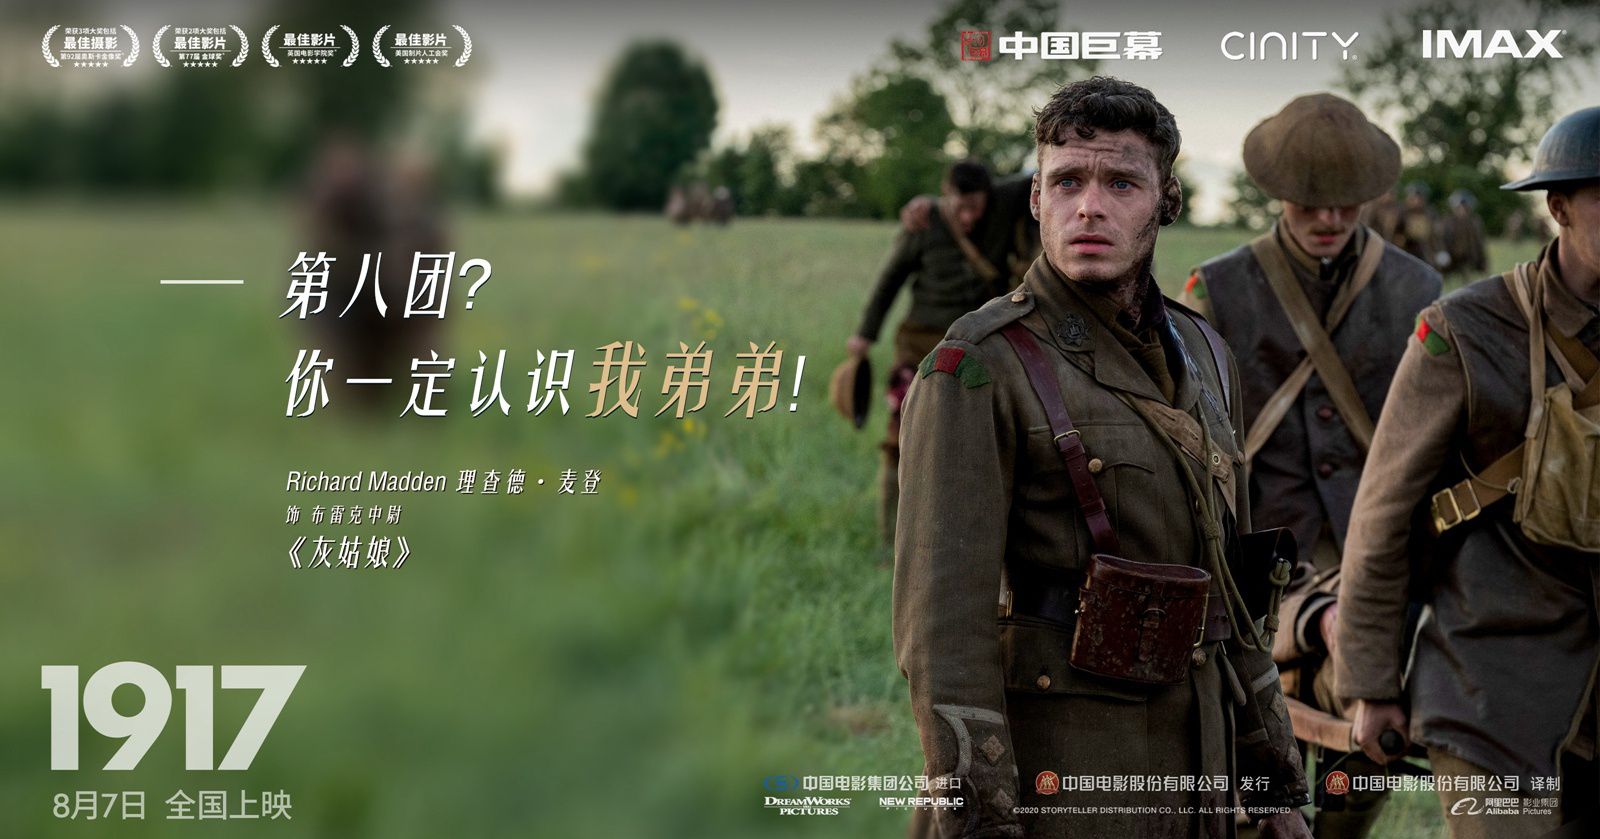 荣获3项大奖包括
最佳摄影
第92届奥斯卡金像奖
荣获2项大奖包括
最佳影片
第77届 金球奖
最佳影片
英国电影学院奖
最佳影片
美国制片人工会奖
中国巨幕
CINITY
IMAX
第八团?
你一定认识我弟弟!
Richard Madden 理查德·麦登
饰 布雷克中尉
《灰姑娘》
1917
8月7日 全国上映
中国电影集团公司 进口
中国电影股份有限公司 发行
中国电影股份有限公司 译制
DREAMWORKS PICTURES
NEW REPUBLIC PICTURES
©2020 STORYTELLER DISTRIBUTION CO., LLC. ALL RIGHTS RESERVED.
阿里巴巴 影业集团
Alibaba Pictures